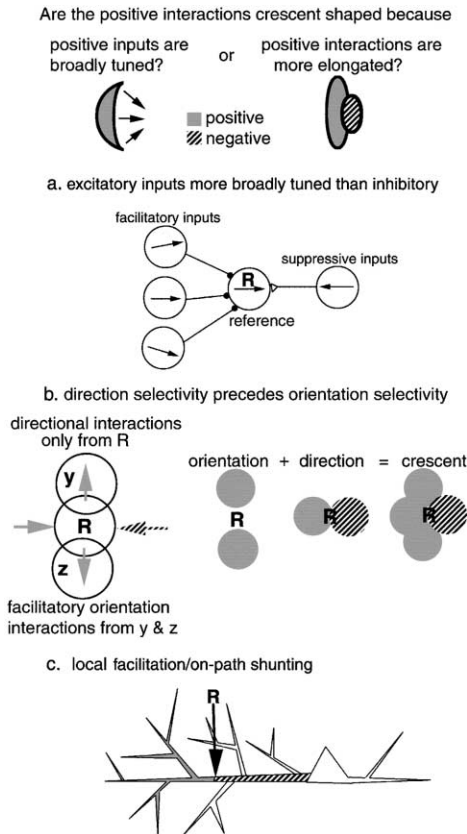 Are the positive interactions crescent shaped because
positive inputs are
broadly tuned?
or
positive interactions are
more elongated?
positive
negative
a. excitatory inputs more broadly tuned than inhibitory
facilitatory inputs
suppressive inputs
R
reference
b. direction selectivity precedes orientation selectivity
directional interactions
only from R
y
R
z
facilitatory orientation
interactions from y & z
orientation + direction = crescent
R
R
R
c. local facilitation/on-path shunting
R